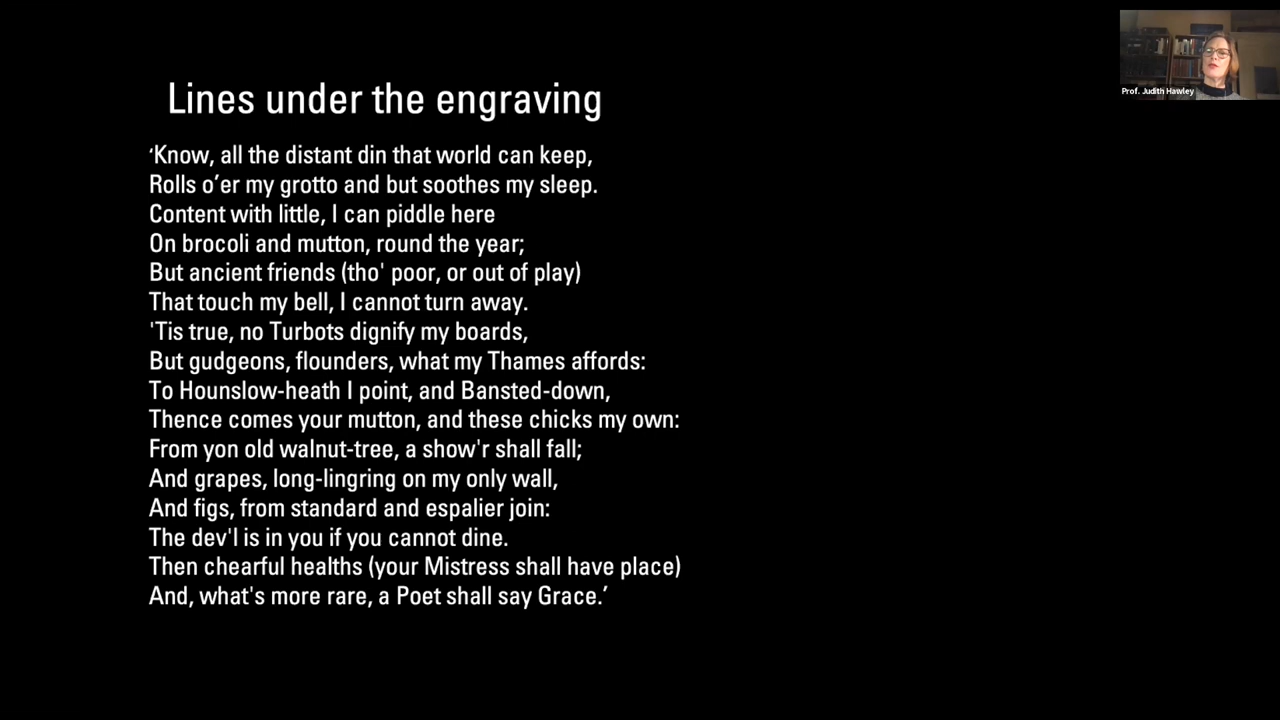 Prof. Judith Hawley
Lines under the engraving
‘Know, all the distant din that world can keep,
Rolls o’er my grotto and but soothes my sleep.
Content with little, I can piddle here
On brocoli and mutton, round the year;
But ancient friends (tho' poor, or out of play)
That touch my bell, I cannot turn away.
'Tis true, no Turbots dignify my boards,
But gudgeons, flounders, what my Thames affords:
To Hounslow-heath I point, and Bansted-down,
Thence comes your mutton, and these chicks my own:
From yon old walnut-tree, a show'r shall fall;
And grapes, long-lingring on my only wall,
And figs, from standard and espalier join:
The dev'l is in you if you cannot dine.
Then chearful healths (your Mistress shall have place)
And, what's more rare, a Poet shall say Grace.’